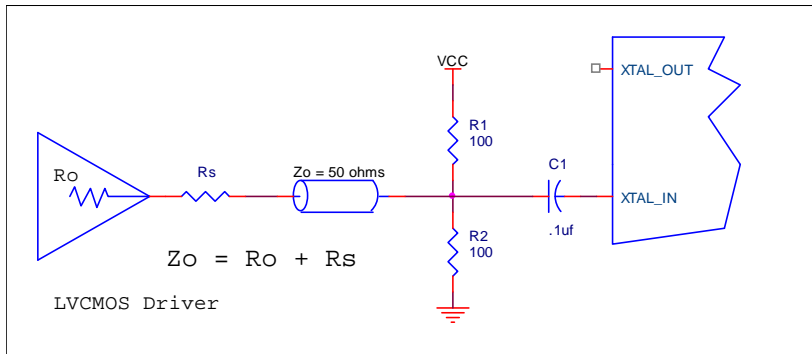 VCC
XTAL_OUT
R1
100
Ro
Rs
Zo = 50 ohms
C1
.1uf
XTAL_IN
R2
100
Zo = Ro + Rs
LVCMOS Driver